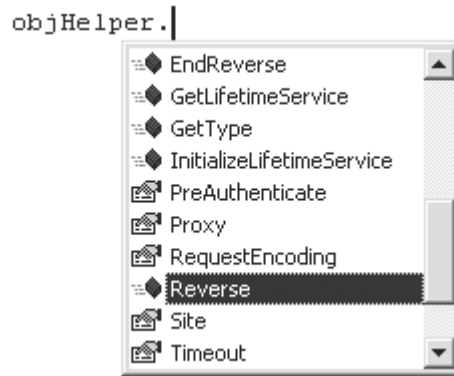 objHelper.
EndReverse
GetLifetimeService
GetType
InitializeLifetimeService
PreAuthenticate
Proxy
RequestEncoding
Reverse
Site
Timeout